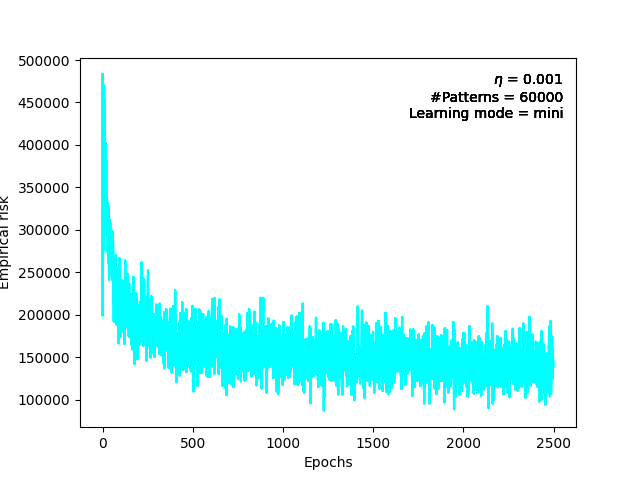 500000
450000
400000
350000
300000
250000
200000
150000
100000
Empirical risk
η = 0.001
#Patterns = 60000
Learning mode = mini
0 500 1000 1500 2000 2500
Epochs